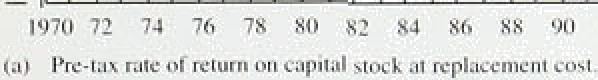 1970 72 74 76 78 80 82 84 86 88 90
(a) Pre-tax rate of return on capital stock at replacement cost.